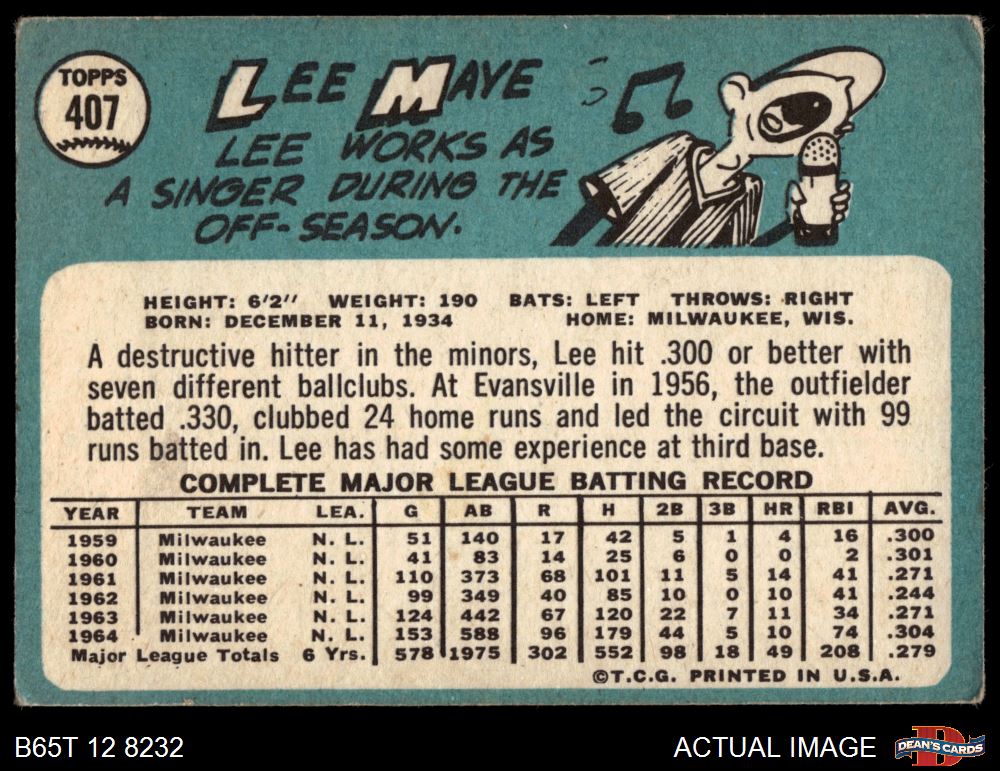 TOPPS
407
LEE MAYE
LEE WORKS AS
A SINGER DURING THE
OFF-SEASON.
HEIGHT: 6'2" WEIGHT: 190 BATS: LEFT THROWS: RIGHT
BORN: DECEMBER 11, 1934 HOME: MILWAUKEE, WIS.
A destructive hitter in the minors, Lee hit .300 or better with
seven different ballclubs. At Evansville in 1956, the outfielder
batted .330, clubbed 24 home runs and led the circuit with 99
runs batted in. Lee has had some experience at third base.
COMPLETE MAJOR LEAGUE BATTING RECORD
YEAR TEAM LEA. G AB R H 2B 3B HR RBI AVG.
1959 Milwaukee N. L. 51 140 17 42 5 1 4 16 .300
1960 Milwaukee N. L. 41 83 14 25 6 0 0 2 .301
1961 Milwaukee N. L. 110 373 68 101 11 5 14 41 .271
1962 Milwaukee N. L. 99 349 40 85 10 0 10 41 .244
1963 Milwaukee N. L. 124 442 67 120 22 7 11 34 .271
1964 Milwaukee N. L. 153 588 96 179 44 5 10 74 .304
Major League Totals 6 Yrs. 578 1975 302 552 98 18 49 208 .279
©T.C.G. PRINTED IN U.S.A.
B65T 12 8232
ACTUAL IMAGE
D
DEAN'S CARDS